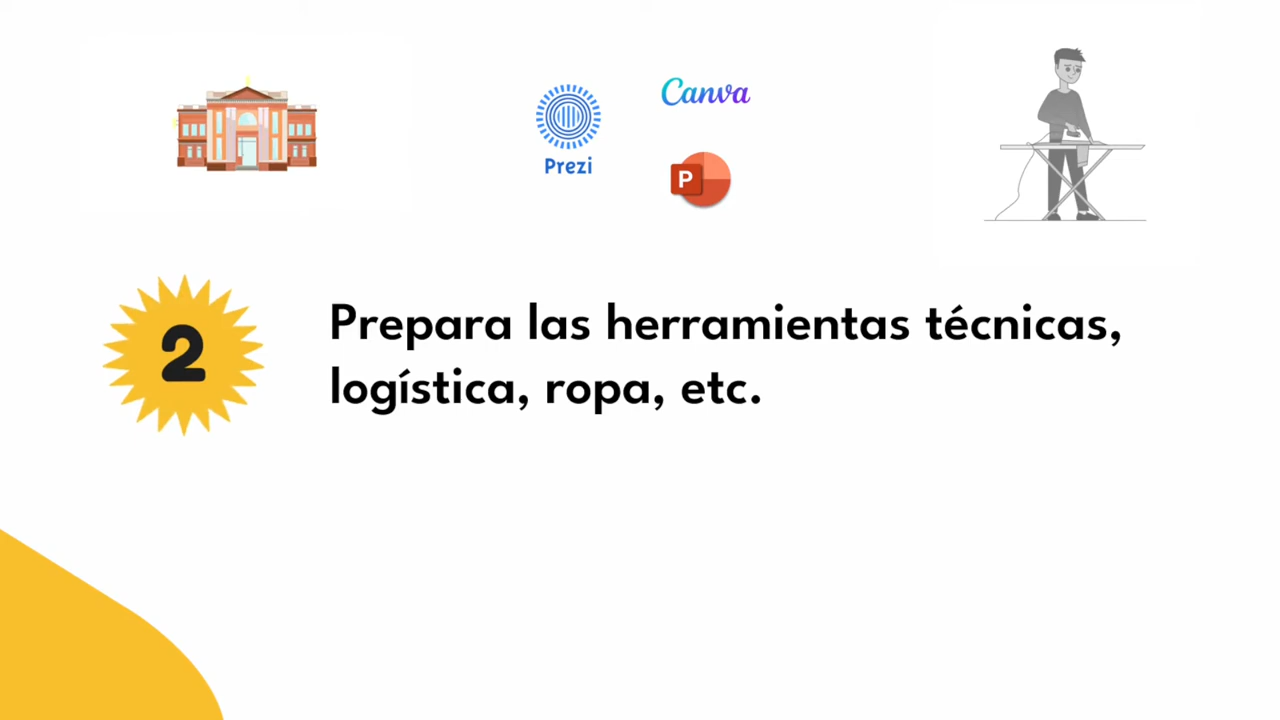 Prezi
Canva
P
2
Prepara las herramientas técnicas,
logística, ropa, etc.